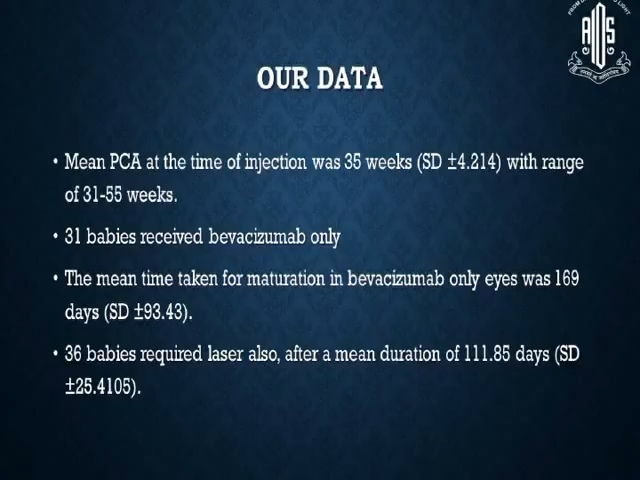 OUR DATA
• Mean PCA at the time of injection was 35 weeks (SD ±4.214) with range
of 31-55 weeks.
• 31 babies received bevacizumab only
• The mean time taken for maturation in bevacizumab only eyes was 169
days (SD ±93.43).
• 36 babies required laser also, after a mean duration of 111.85 days (SD
±25.4105).